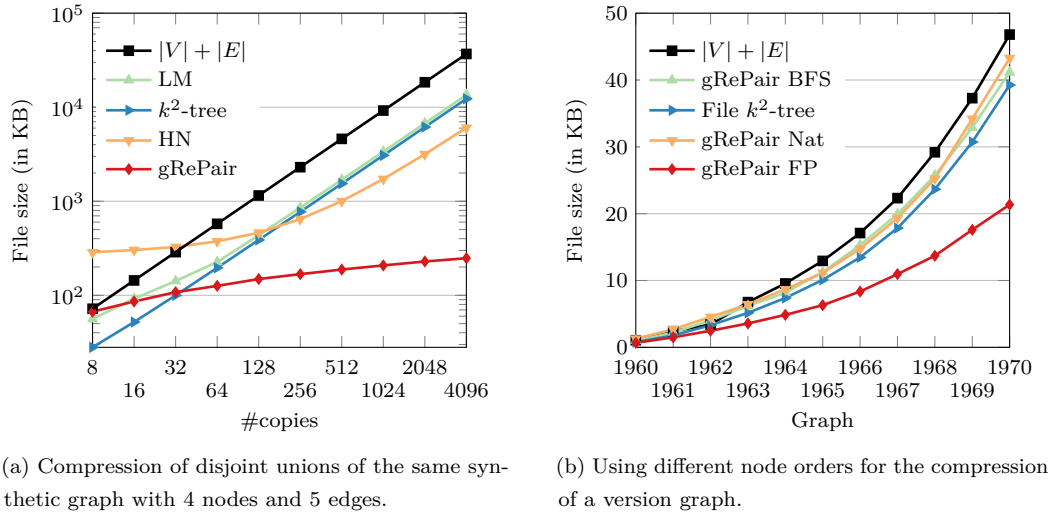 File size (in KB)
10^5
10^4
10^3
10^2
|V| + |E|
LM
k^2-tree
HN
gRePair
8 32 128 512 2048
16 64 256 1024 4096
#copies
(a) Compression of disjoint unions of the same syn-
thetic graph with 4 nodes and 5 edges.
File size (in KB)
50
40
30
20
10
0
|V| + |E|
gRePair BFS
File k^2-tree
gRePair Nat
gRePair FP
1960 1962 1964 1966 1968 1970
1961 1963 1965 1967 1969
Graph
(b) Using different node orders for the compression
of a version graph.